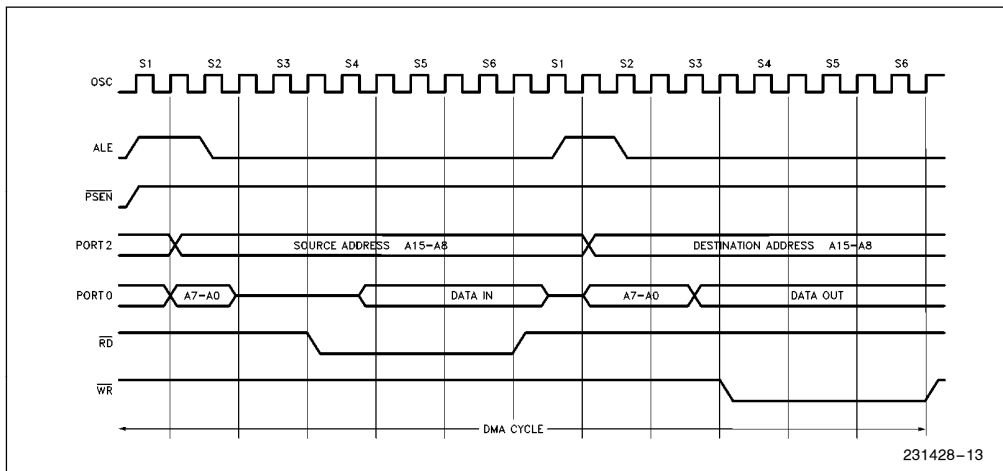 S1 S2 S3 S4 S5 S6 S1 S2 S3 S4 S5 S6
OSC
ALE
PSEN
PORT 2 SOURCE ADDRESS A15-A8 DESTINATION ADDRESS A15-A8
PORT 0 A7-A0 DATA IN A7-A0 DATA OUT
RD
WR
DMA CYCLE
231428-13